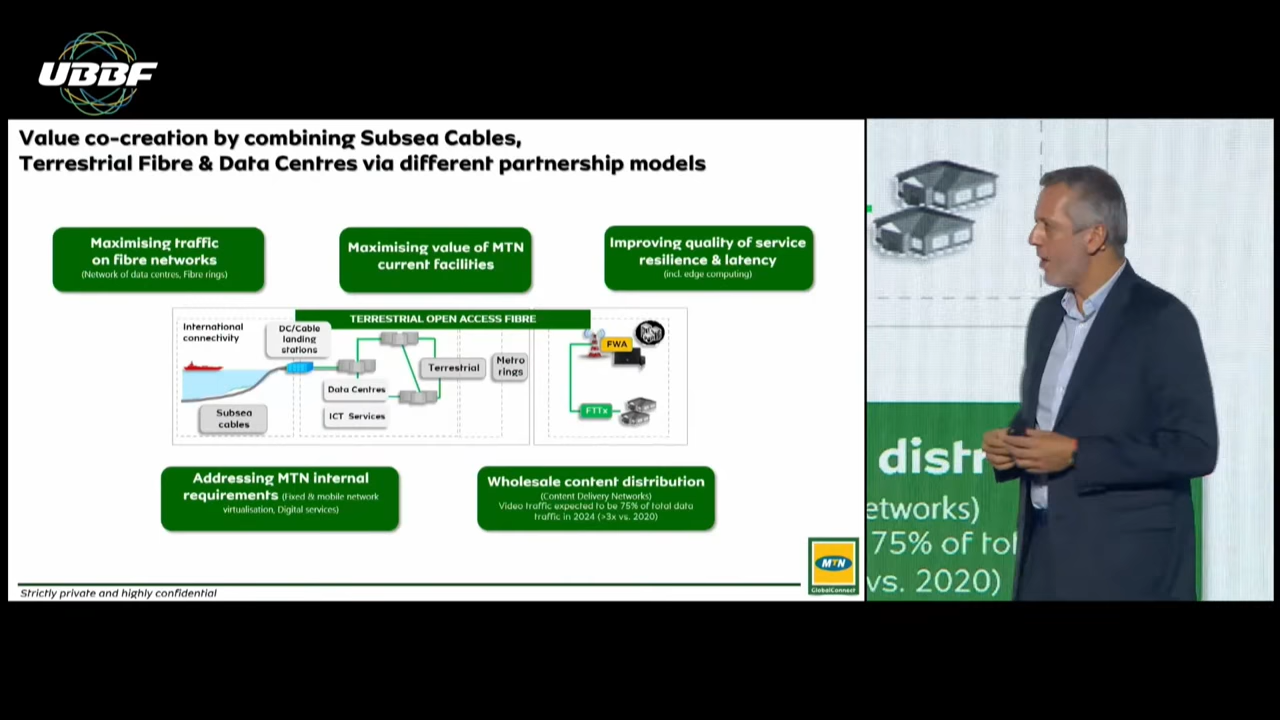 UBBF
Value co-creation by combining Subsea Cables,
Terrestrial Fibre & Data Centres via different partnership models
Maximising traffic
on fibre networks
(Network of data centres, Fibre rings)
Maximising value of MTN
current facilities
Improving quality of service
resilience & latency
(incl. edge computing)
TERRESTRIAL OPEN ACCESS FIBRE
International
connectivity
DC/Cable
landing
stations
FWA
Terrestrial
Metro
rings
Data Centres
Subsea
cables
ICT Services
FTTx
Addressing MTN internal
requirements (Fixed & mobile network
virtualisation, Digital services)
Wholesale content distribution
(Content Delivery Networks)
Video traffic expected to be 75% of total data
traffic in 2024 (>3x vs. 2020)
MTN
GlobalConnect
Strictly private and highly confidential
distr
etworks)
75% of tot
vs. 2020)